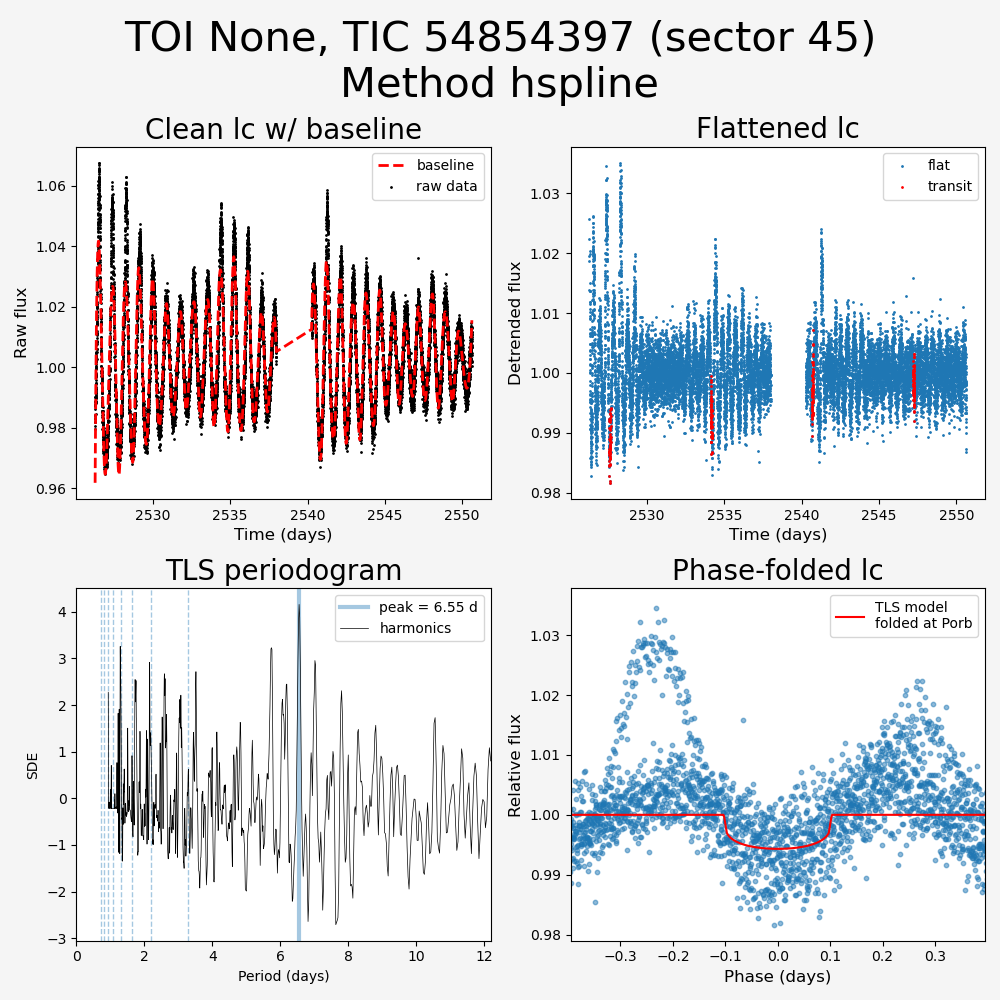 TOI None, TIC 54854397 (sector 45)
Method hspline
Clean lc w/ baseline
Flattened lc
baseline
raw data
flat
transit
1.06
1.04
1.02
1.00
0.98
0.96
Raw flux
2530
2535
2540
2545
2550
Time (days)
1.03
1.02
1.01
1.00
0.99
0.98
Detrended flux
2530
2535
2540
2545
2550
Time (days)
TLS periodogram
Phase-folded lc
peak = 6.55 d
harmonics
TLS model
folded at Porb
4
3
2
1
0
−1
−2
−3
SDE
0
2
4
6
8
10
12
Period (days)
1.03
1.02
1.01
1.00
0.99
0.98
Relative flux
−0.3
−0.2
−0.1
0.0
0.1
0.2
0.3
Phase (days)